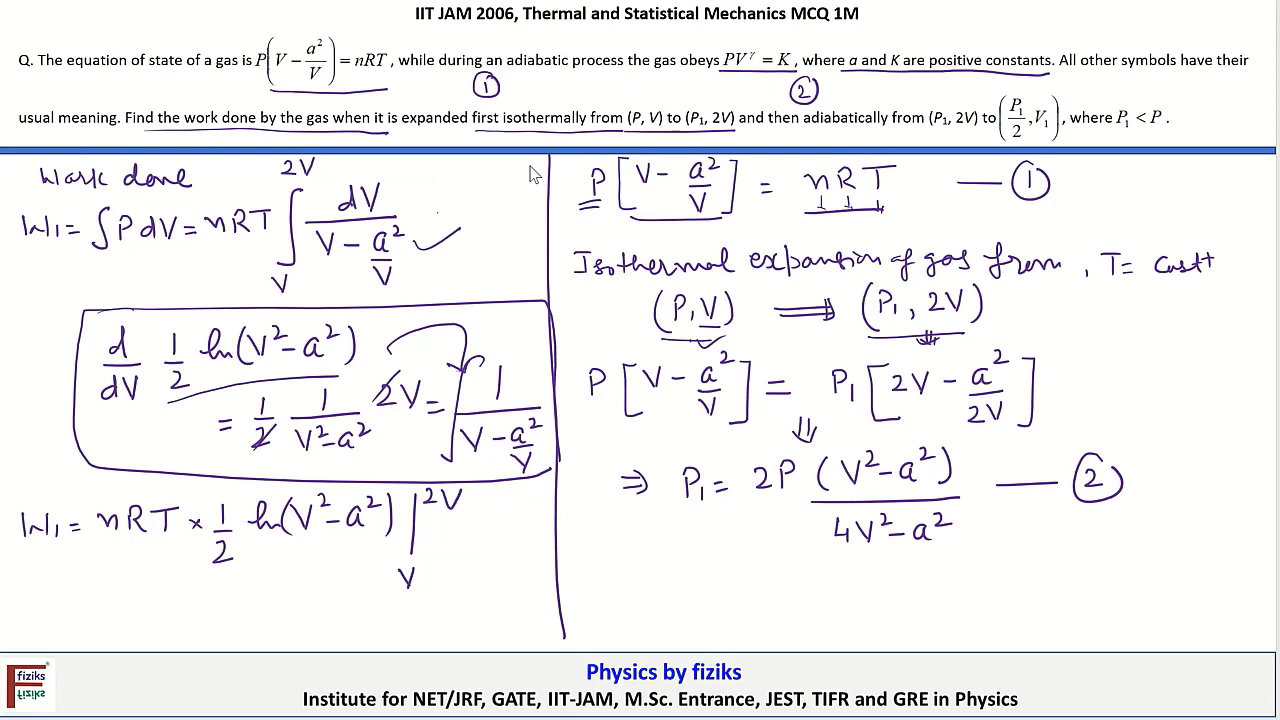 IIT JAM 2006, Thermal and Statistical Mechanics MCQ 1M
Q. The equation of state of a gas is P(V − a²/V) = nRT, while during an adiabatic process the gas obeys PV^γ = K, where a and K are positive constants. All other symbols have their
① ②
usual meaning. Find the work done by the gas when it is expanded first isothermally from (P, V) to (P₁, 2V) and then adiabatically from (P₁, 2V) to (P₁/2, V₁), where P₁ < P.
Work done
W₁ = ∫ P dV = nRT ∫_V^{2V} dV / (V − a²/V) ✓
d/dV 1/2 ln(V² − a²)
= 1/2 1/(V² − a²) 2V = 1/(V − a²/V)
W₁ = nRT × 1/2 ln(V² − a²) |_V^{2V}
P [V − a²/V] = nRT — ①
Isothermal expansion of gas from, T = constt
(P, V) ⟹ (P₁, 2V)
P [V − a²/V] = P₁ [2V − a²/2V]
⇓
⇒ P₁ = 2P (V² − a²) / (4V² − a²) — ②
fiziks
fiziks
Physics by fiziks
Institute for NET/JRF, GATE, IIT-JAM, M.Sc. Entrance, JEST, TIFR and GRE in Physics